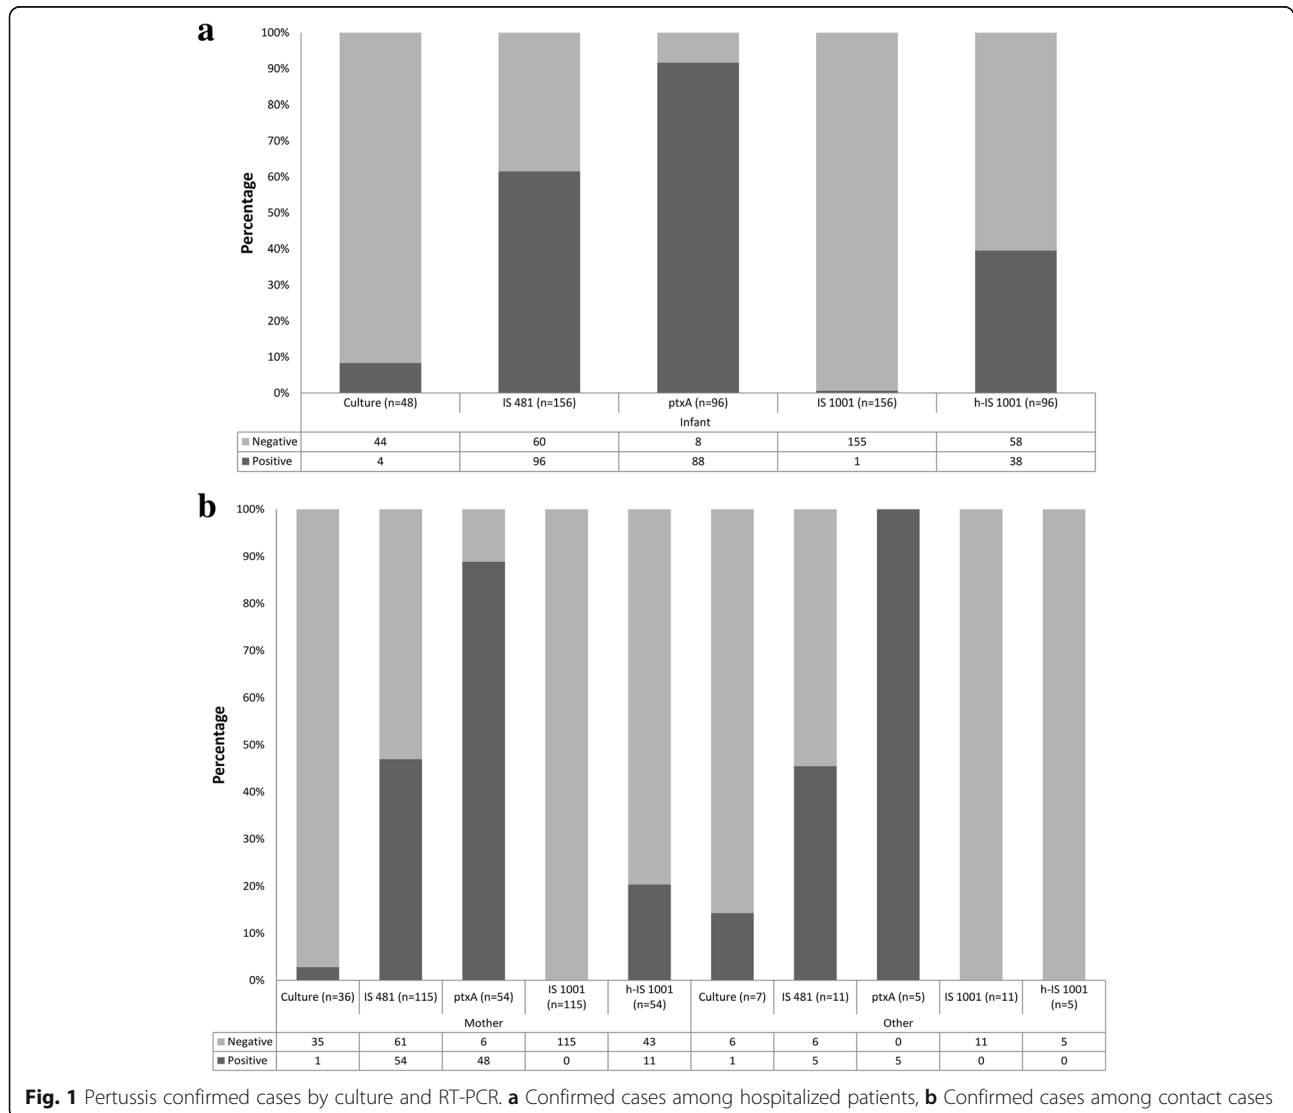 a
100%
90%
80%
70%
60%
50%
40%
30%
20%
10%
0%
Percentage
Culture (n=48) IS 481 (n=156) ptxA (n=96) IS 1001 (n=156) h-IS 1001 (n=96)
Infant
Negative 44 60 8 155 58
Positive 4 96 88 1 38
b
100%
90%
80%
70%
60%
50%
40%
30%
20%
10%
0%
Percentage
Culture (n=36) IS 481 (n=115) ptxA (n=54) IS 1001 (n=115) h-IS 1001 (n=54) Culture (n=7) IS 481 (n=11) ptxA (n=5) IS 1001 (n=11) h-IS 1001 (n=5)
Mother Other
Negative 35 61 6 115 43 6 6 0 11 5
Positive 1 54 48 0 11 1 5 5 0 0
Fig. 1 Pertussis confirmed cases by culture and RT-PCR. a Confirmed cases among hospitalized patients, b Confirmed cases among contact cases